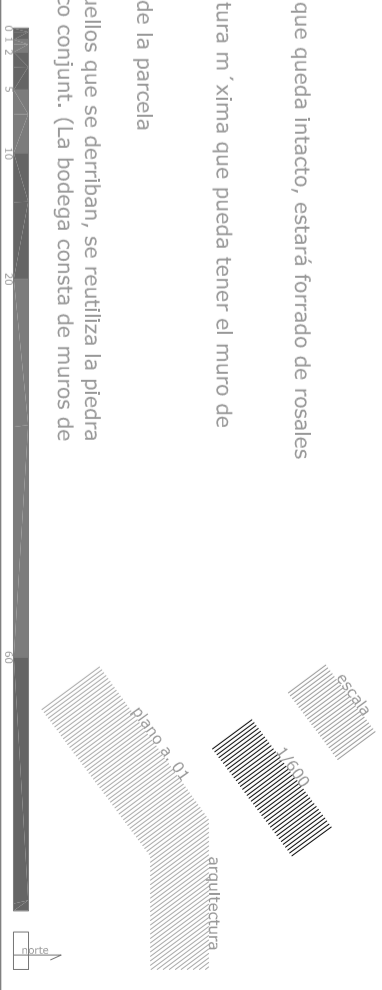 que queda intacto, estará forrado de rosales
tura m´xima que pueda tener el muro de
de la parcela
uellos que se derriban, se reutiliza la piedra
co conjunt. (La bodega consta de muros de
0 1 2 5 10 20 60
escala
1/600
plano a_01
arquitectura
norte